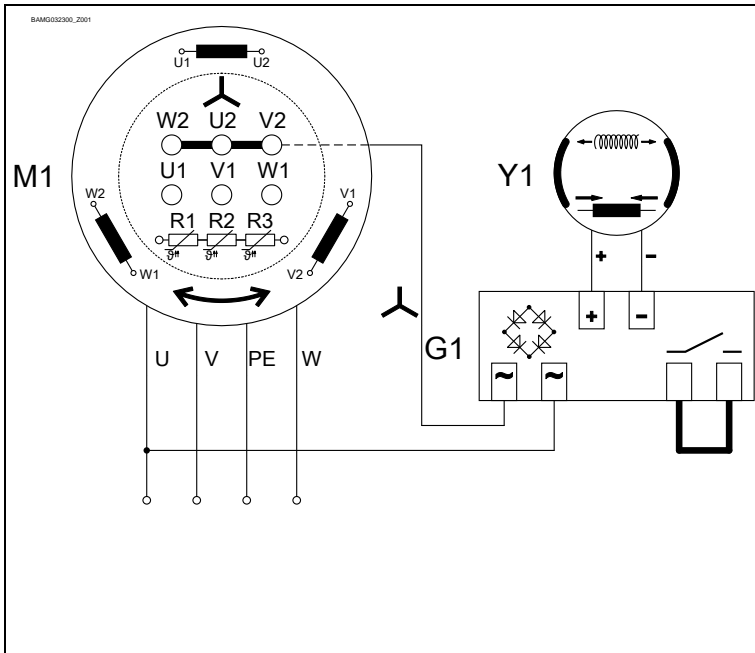 BAMG032300_Z001
U1 U2
W2 U2 V2
M1
U1 V1 W1
Y1
W2
V1
R1 R2 R3
ϑ ϑ ϑ
W1
V2
+ -
+ -
G1
U V PE W
~ ~